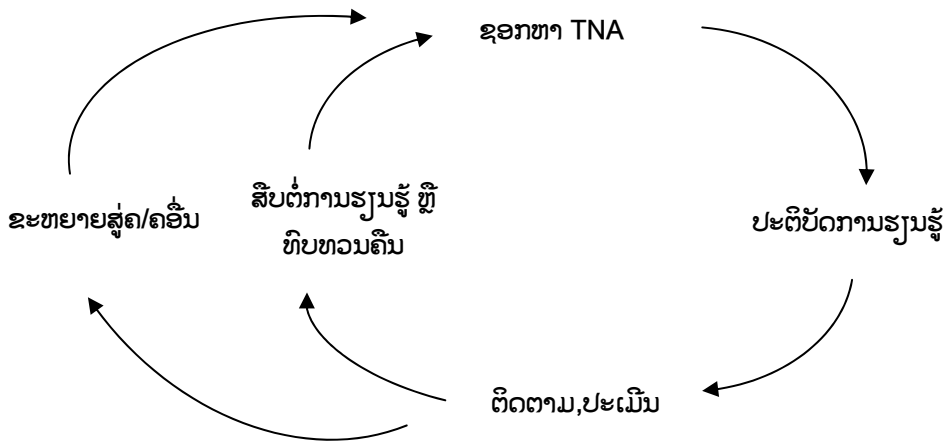 ຊອກຫາ TNA
ປະຕິບັດການຮຽນຮູ້
ຕິດຕາມ,ປະເມີນ
ສືບຕໍ່ການຮຽນຮູ້ ຫຼື
ທົບທວນຄືນ
ຂະຫຍາຍສູ່ຄ/ຄອື່ນ